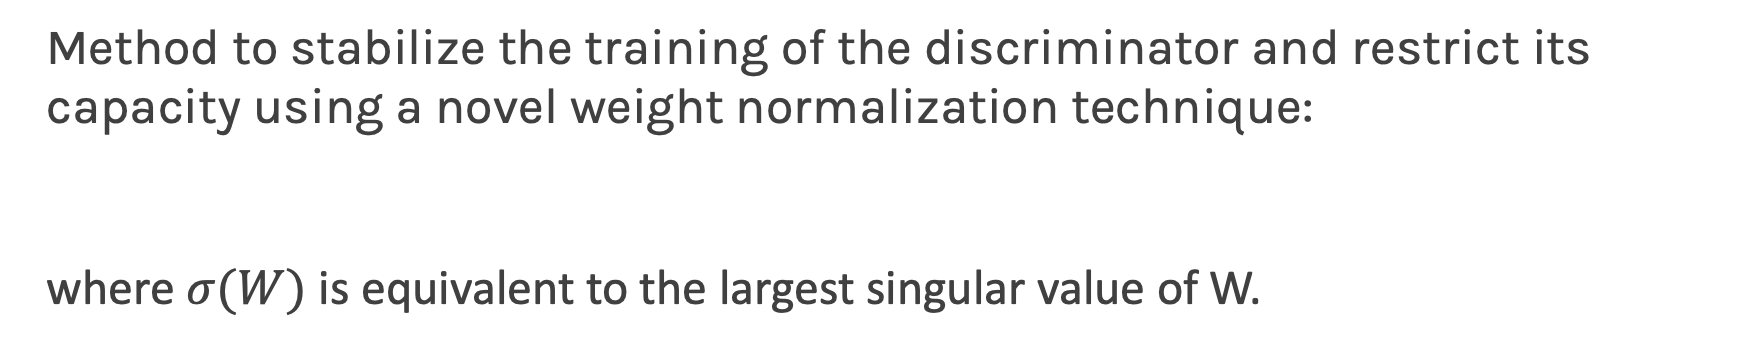 Method to stabilize the training of the discriminator and restrict its
capacity using a novel weight normalization technique:
where σ(W) is equivalent to the largest singular value of W.